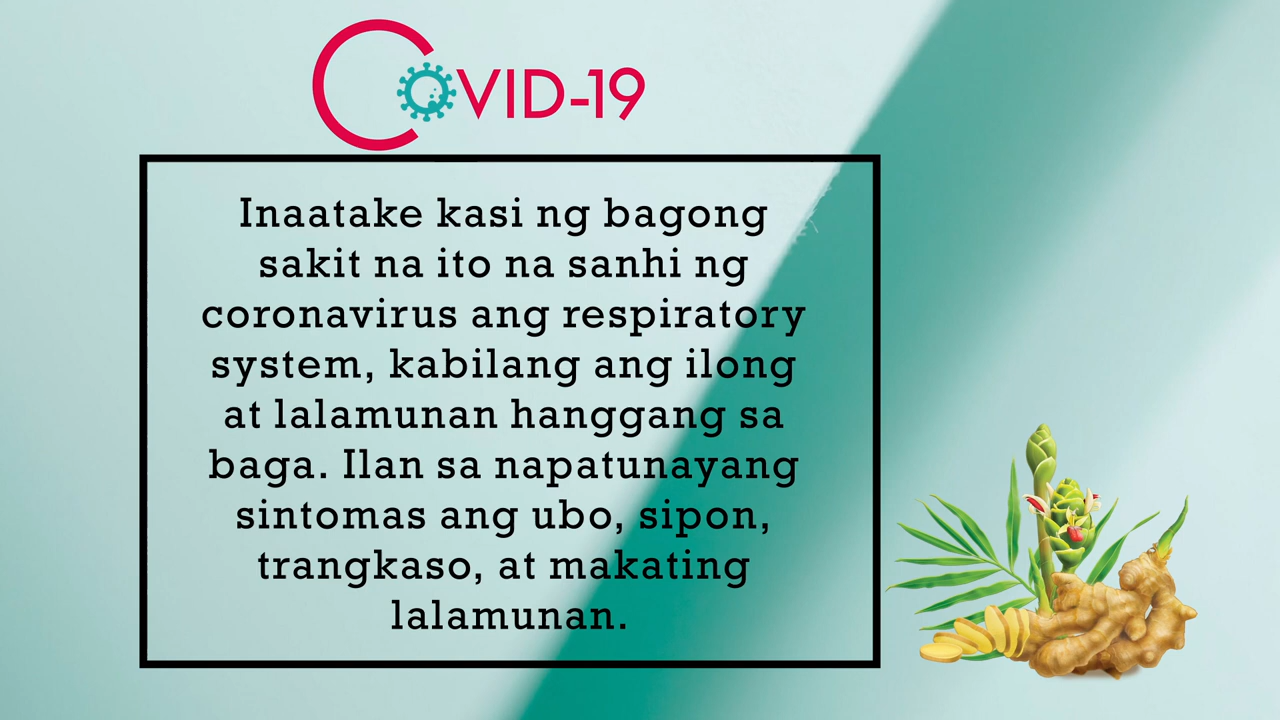 COVID-19
Inaatake kasi ng bagong
sakit na ito na sanhi ng
coronavirus ang respiratory
system, kabilang ang ilong
at lalamunan hanggang sa
baga. Ilan sa napatunayang
sintomas ang ubo, sipon,
trangkaso, at makating
lalamunan.